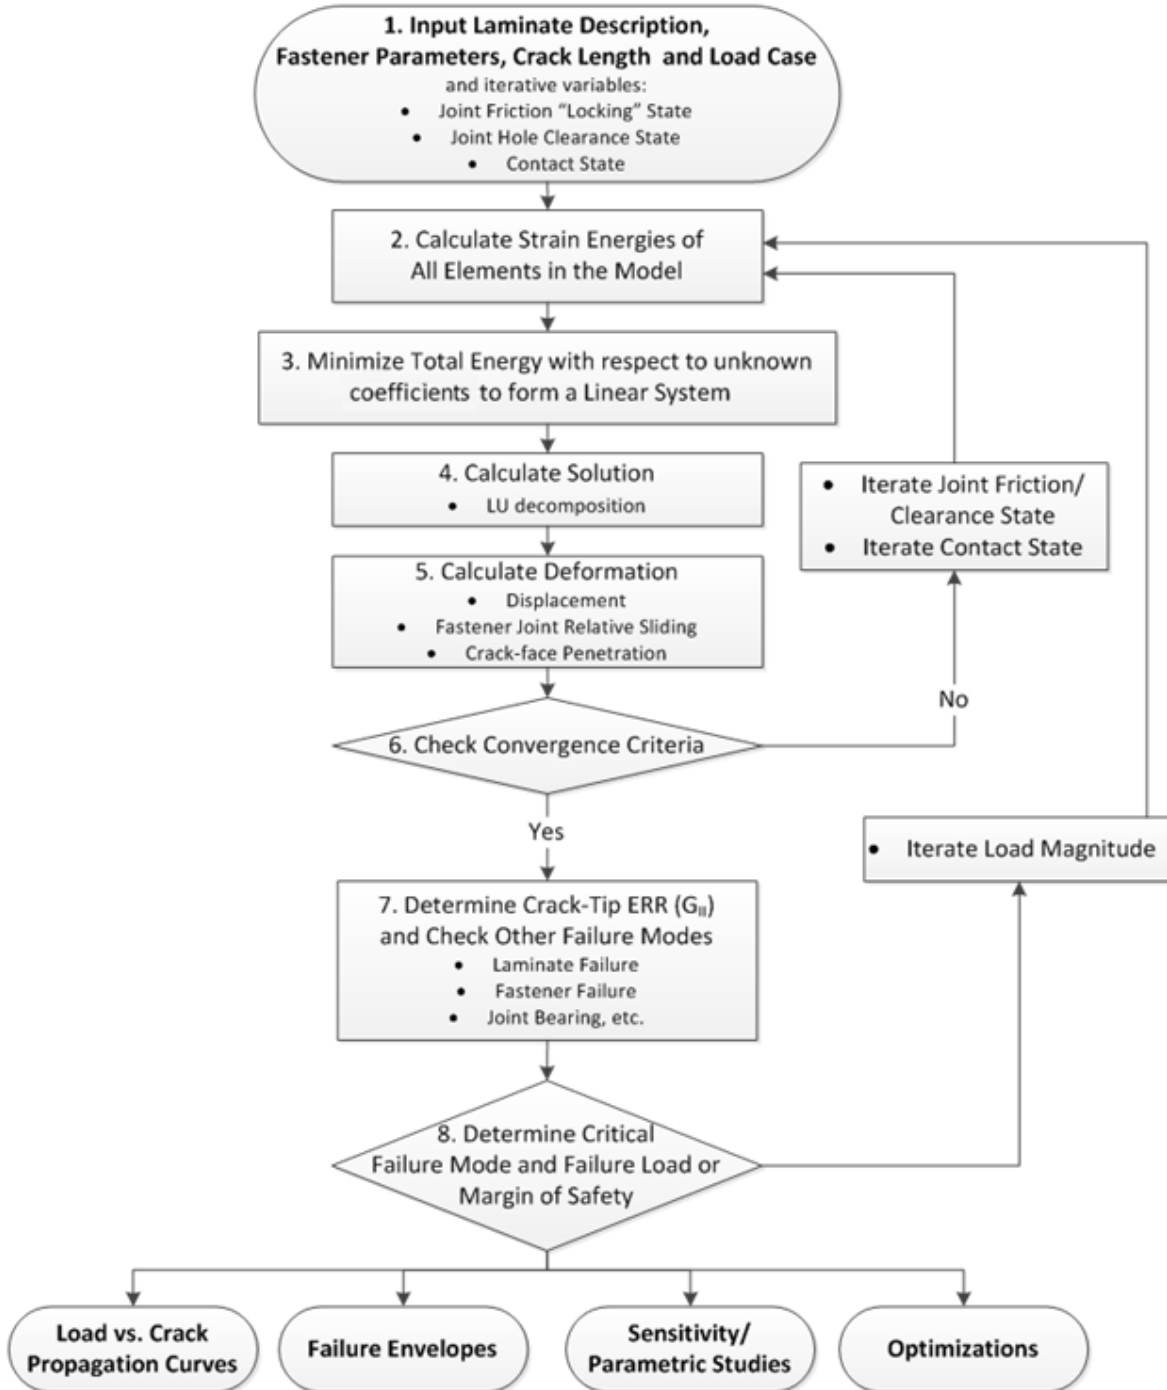 1. Input Laminate Description,
Fastener Parameters, Crack Length and Load Case
and iterative variables:
• Joint Friction “Locking” State
• Joint Hole Clearance State
• Contact State
2. Calculate Strain Energies of
All Elements in the Model
3. Minimize Total Energy with respect to unknown
coefficients to form a Linear System
4. Calculate Solution
• LU decomposition
• Iterate Joint Friction/
Clearance State
• Iterate Contact State
5. Calculate Deformation
• Displacement
• Fastener Joint Relative Sliding
• Crack-face Penetration
No
6. Check Convergence Criteria
Yes
• Iterate Load Magnitude
7. Determine Crack-Tip ERR (G_II)
and Check Other Failure Modes
• Laminate Failure
• Fastener Failure
• Joint Bearing, etc.
8. Determine Critical
Failure Mode and Failure Load or
Margin of Safety
Load vs. Crack
Propagation Curves
Failure Envelopes
Sensitivity/
Parametric Studies
Optimizations